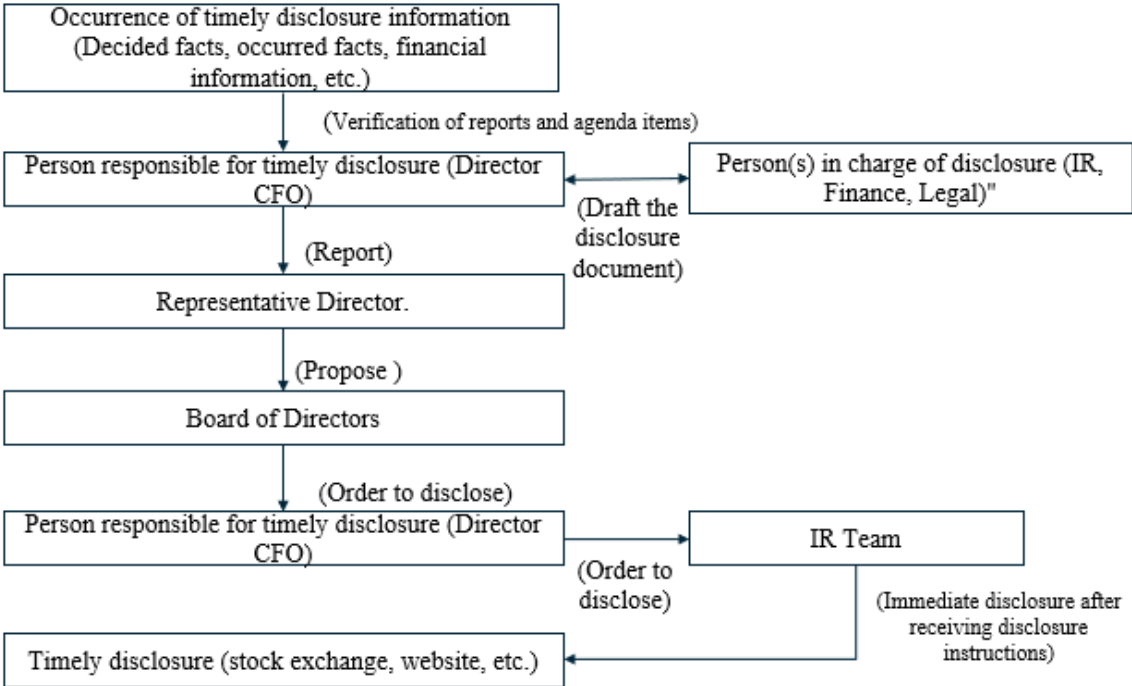 Occurrence of timely disclosure information
(Decided facts, occurred facts, financial
information, etc.)
(Verification of reports and agenda items)
Person responsible for timely disclosure (Director
CFO)
Person(s) in charge of disclosure (IR,
Finance, Legal)"
(Draft the
disclosure
document)
(Report)
Representative Director.
(Propose )
Board of Directors
(Order to disclose)
Person responsible for timely disclosure (Director
CFO)
IR Team
(Order to
disclose)
(Immediate disclosure after
receiving disclosure
instructions)
Timely disclosure (stock exchange, website, etc.)